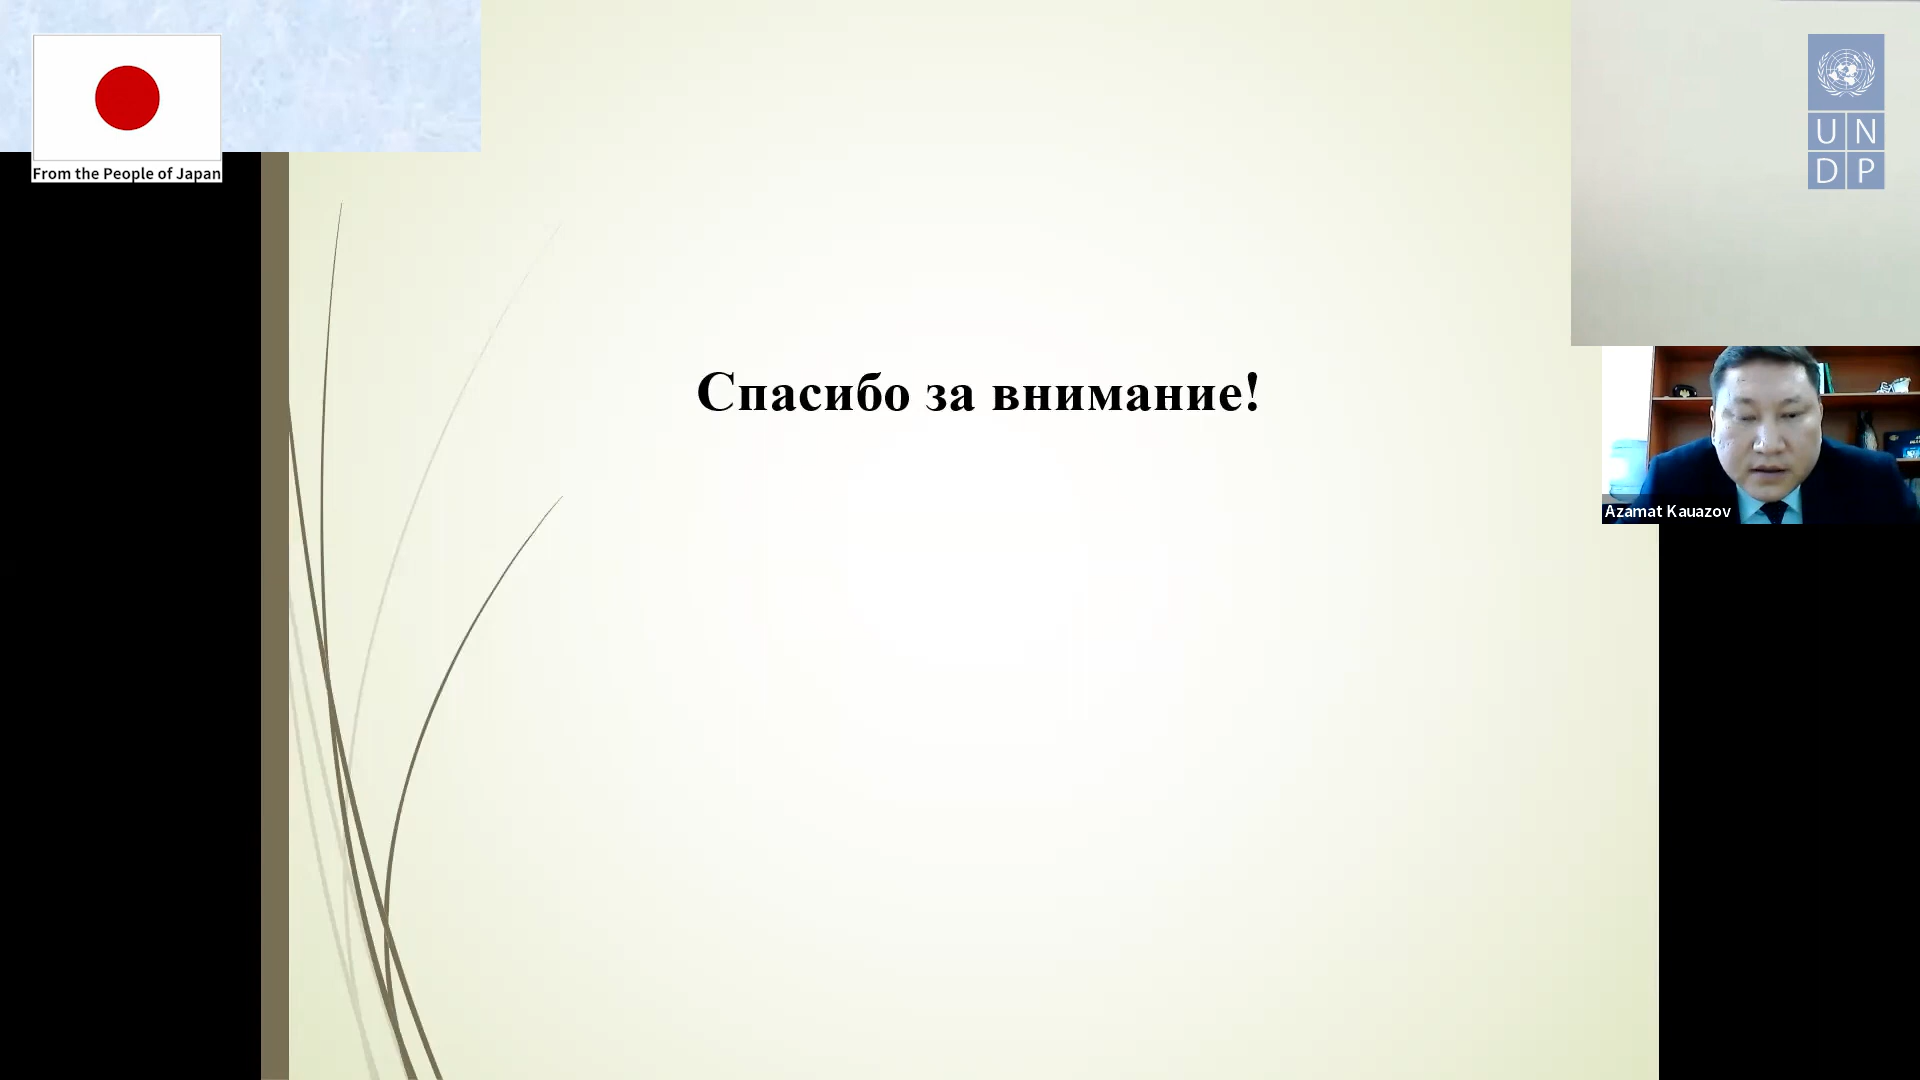 From the People of Japan
U N
D P
Спасибо за внимание!
Azamat Kauazov